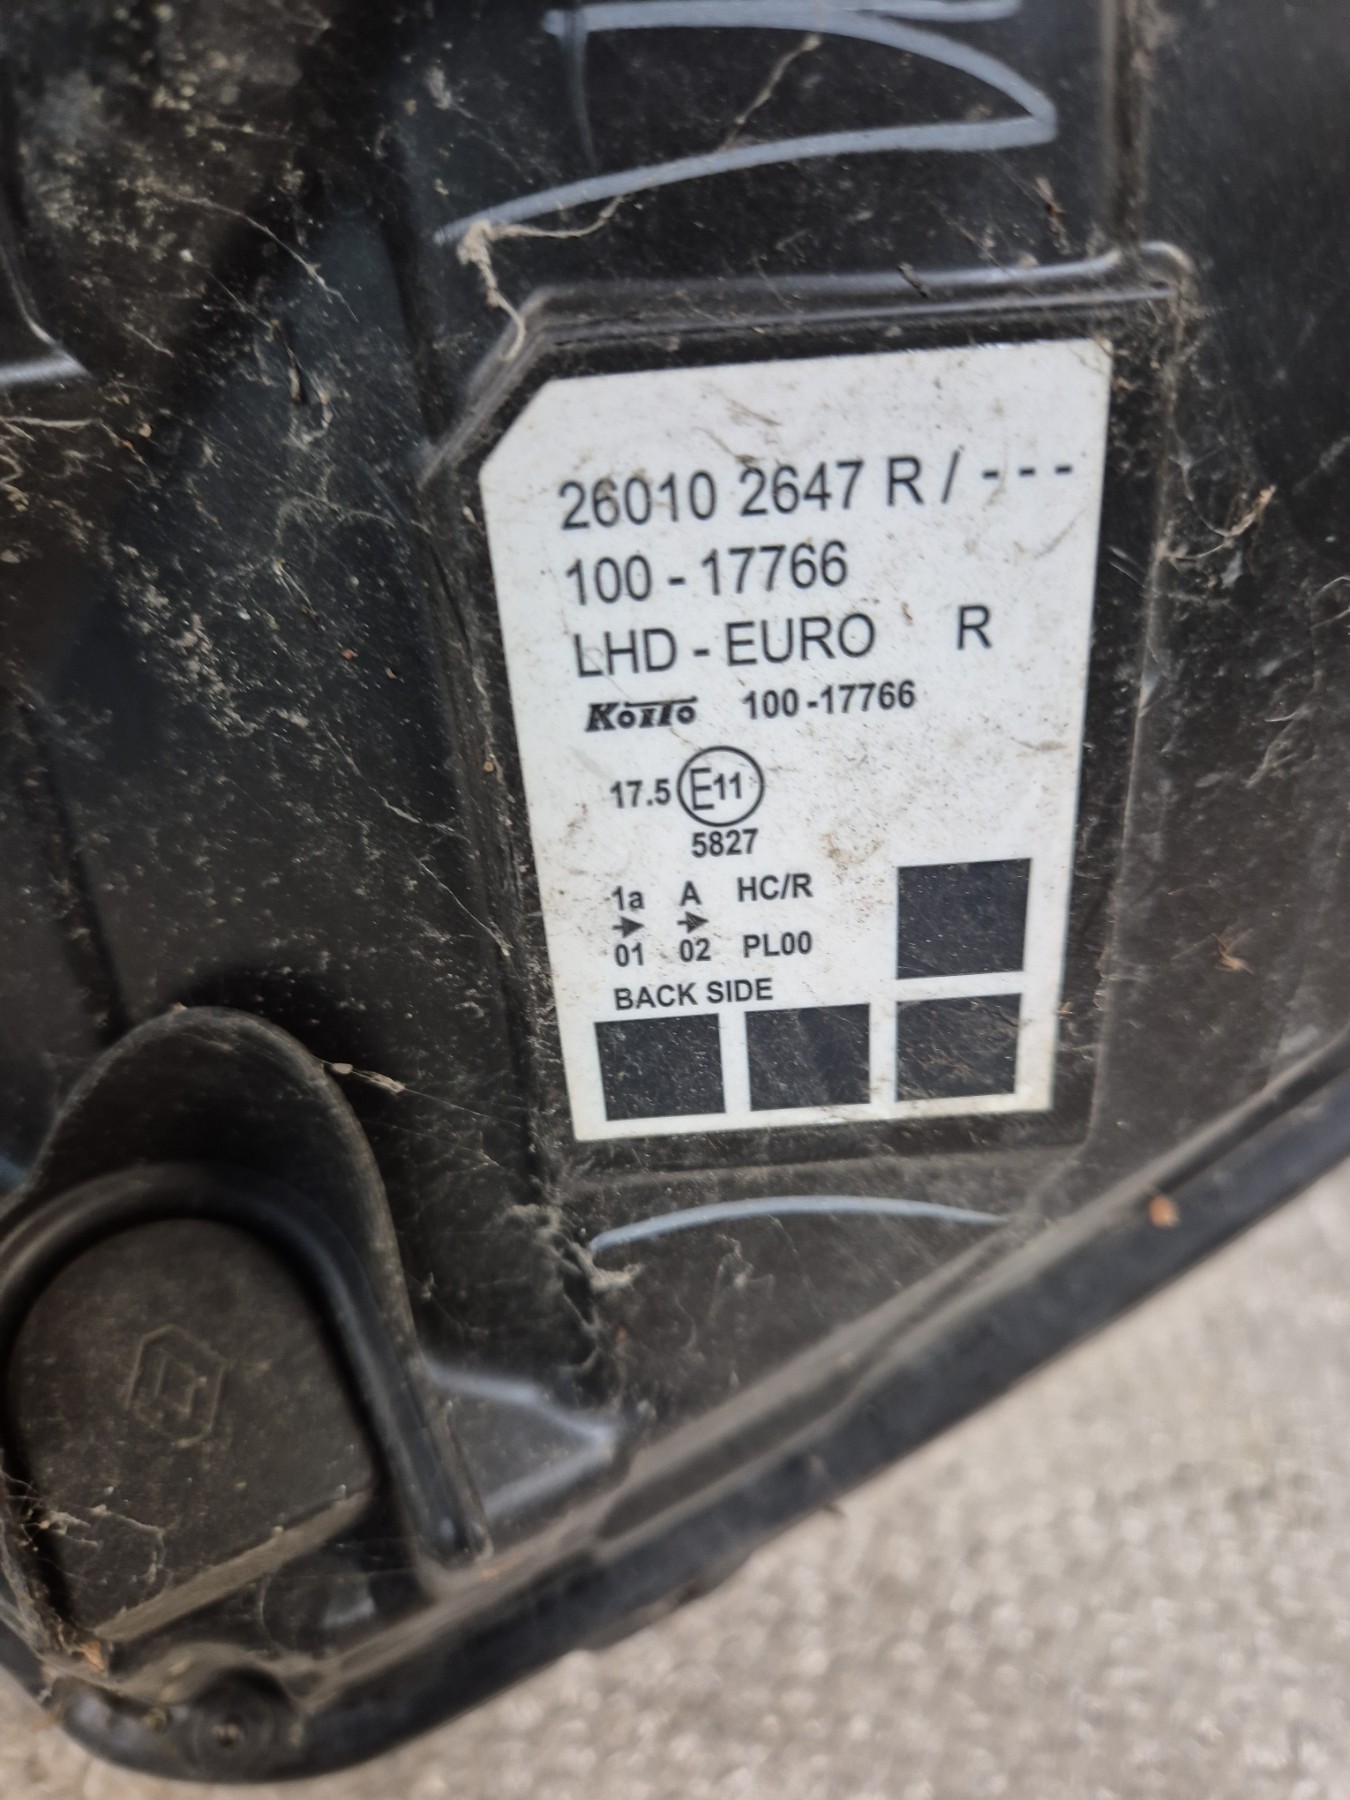 26010 2647 R / - - -
100 - 17766
LHD - EURO R
KOITO 100 -17766
17.5 E11
5827
1a A HC/R
01 02 PL00
BACK SIDE